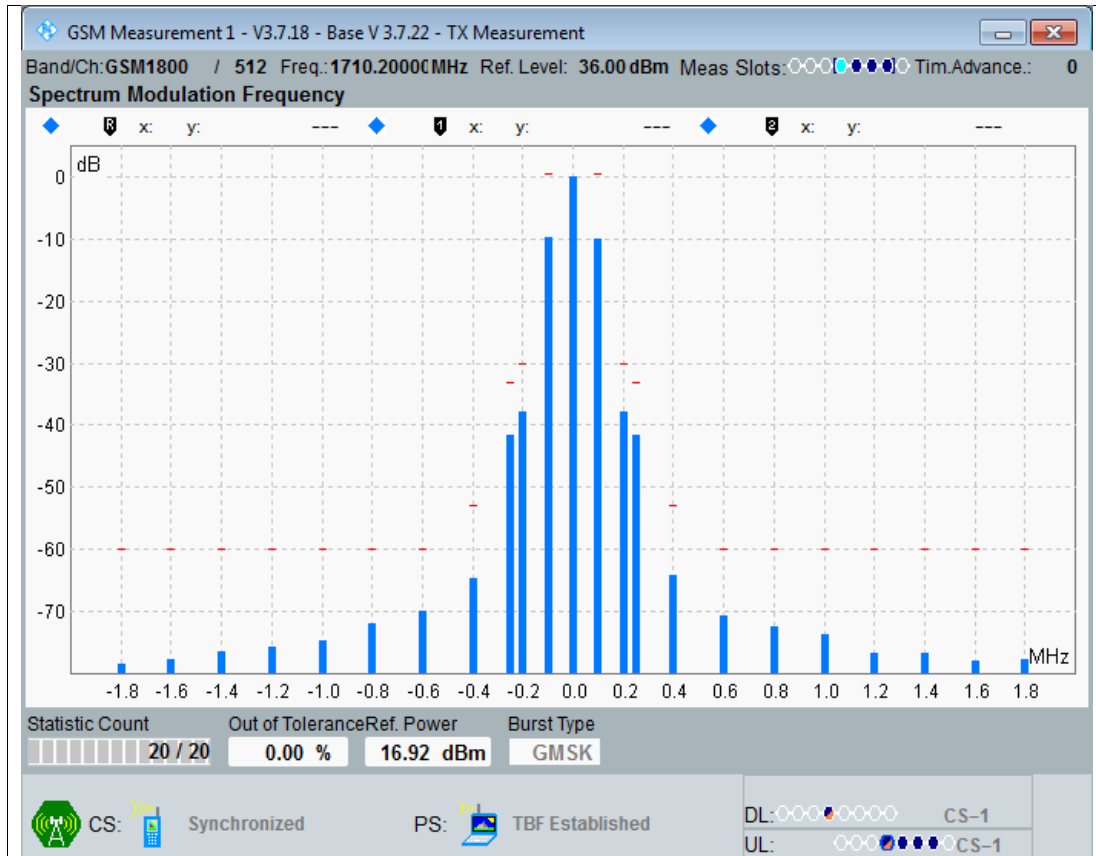 GSM Measurement 1 - V3.7.18 - Base V 3.7.22 - TX Measurement
Band/Ch:GSM1800 / 512 Freq.:1710.20000MHz Ref. Level: 36.00 dBm Meas Slots: Tim.Advance.: 0
Spectrum Modulation Frequency
R x: y: --- 1 x: y: --- 2 x: y: ---
dB
0
-10
-20
-30
-40
-50
-60
-70
MHz
-1.8 -1.6 -1.4 -1.2 -1.0 -0.8 -0.6 -0.4 -0.2 0.0 0.2 0.4 0.6 0.8 1.0 1.2 1.4 1.6 1.8
Statistic Count Out of Tolerance Ref. Power Burst Type
20 / 20 0.00 % 16.92 dBm GMSK
CS: Synchronized PS: TBF Established
DL: CS-1
UL: CS-1